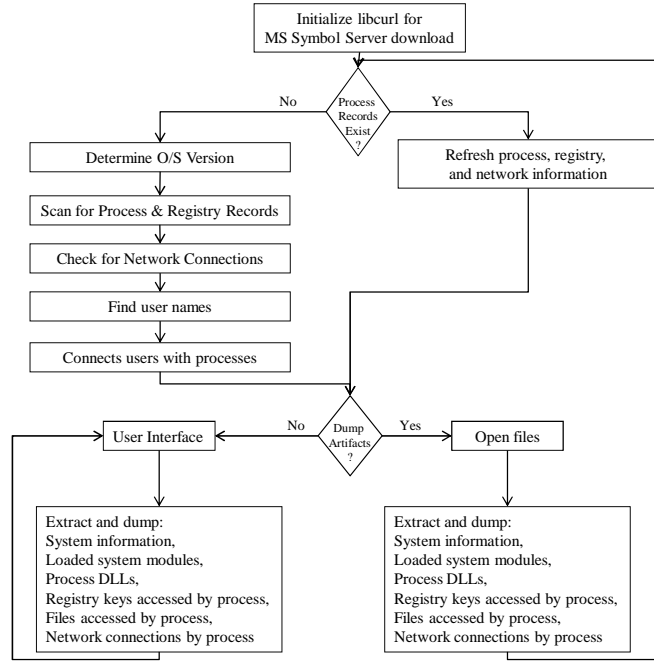 Initialize libcurl for
MS Symbol Server download
No
Process
Records
Exist
?
Yes
Determine O/S Version
Refresh process, registry,
and network information
Scan for Process & Registry Records
Check for Network Connections
Find user names
Connects users with processes
User Interface
No
Dump
Artifacts
?
Yes
Open files
Extract and dump:
System information,
Loaded system modules,
Process DLLs,
Registry keys accessed by process,
Files accessed by process,
Network connections by process
Extract and dump:
System information,
Loaded system modules,
Process DLLs,
Registry keys accessed by process,
Files accessed by process,
Network connections by process